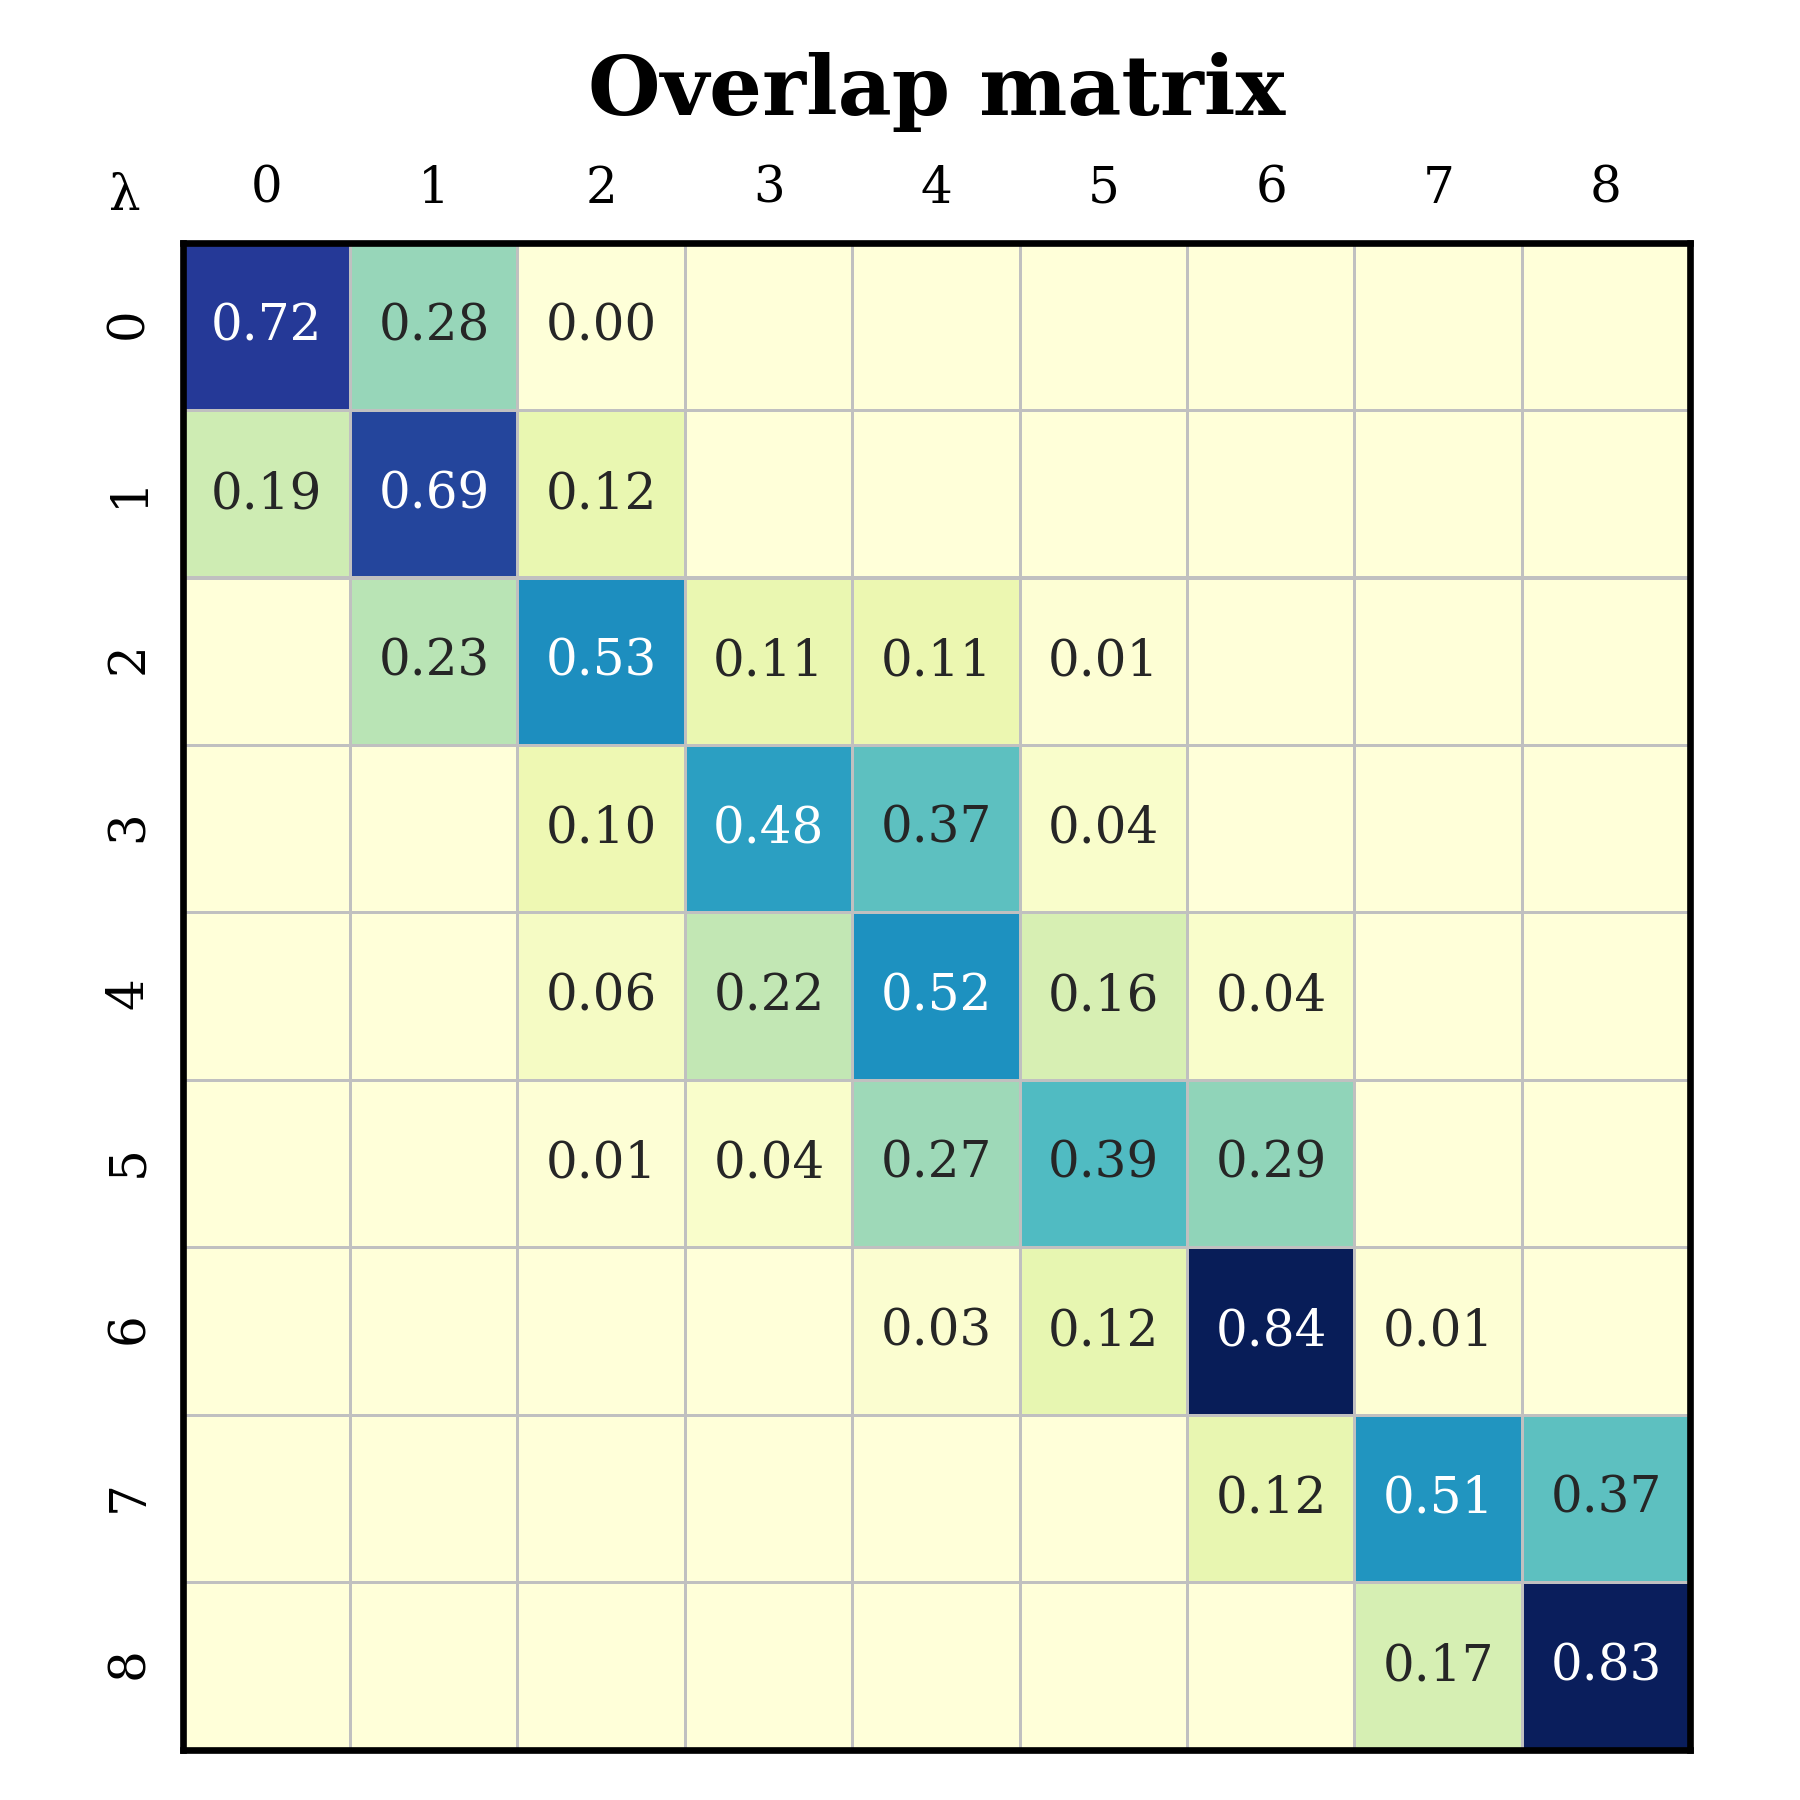 Overlap matrix
λ 0 1 2 3 4 5 6 7 8
0 0.72 0.28 0.00
1 0.19 0.69 0.12
2 0.23 0.53 0.11 0.11 0.01
3 0.10 0.48 0.37 0.04
4 0.06 0.22 0.52 0.16 0.04
5 0.01 0.04 0.27 0.39 0.29
6 0.03 0.12 0.84 0.01
7 0.12 0.51 0.37
8 0.17 0.83